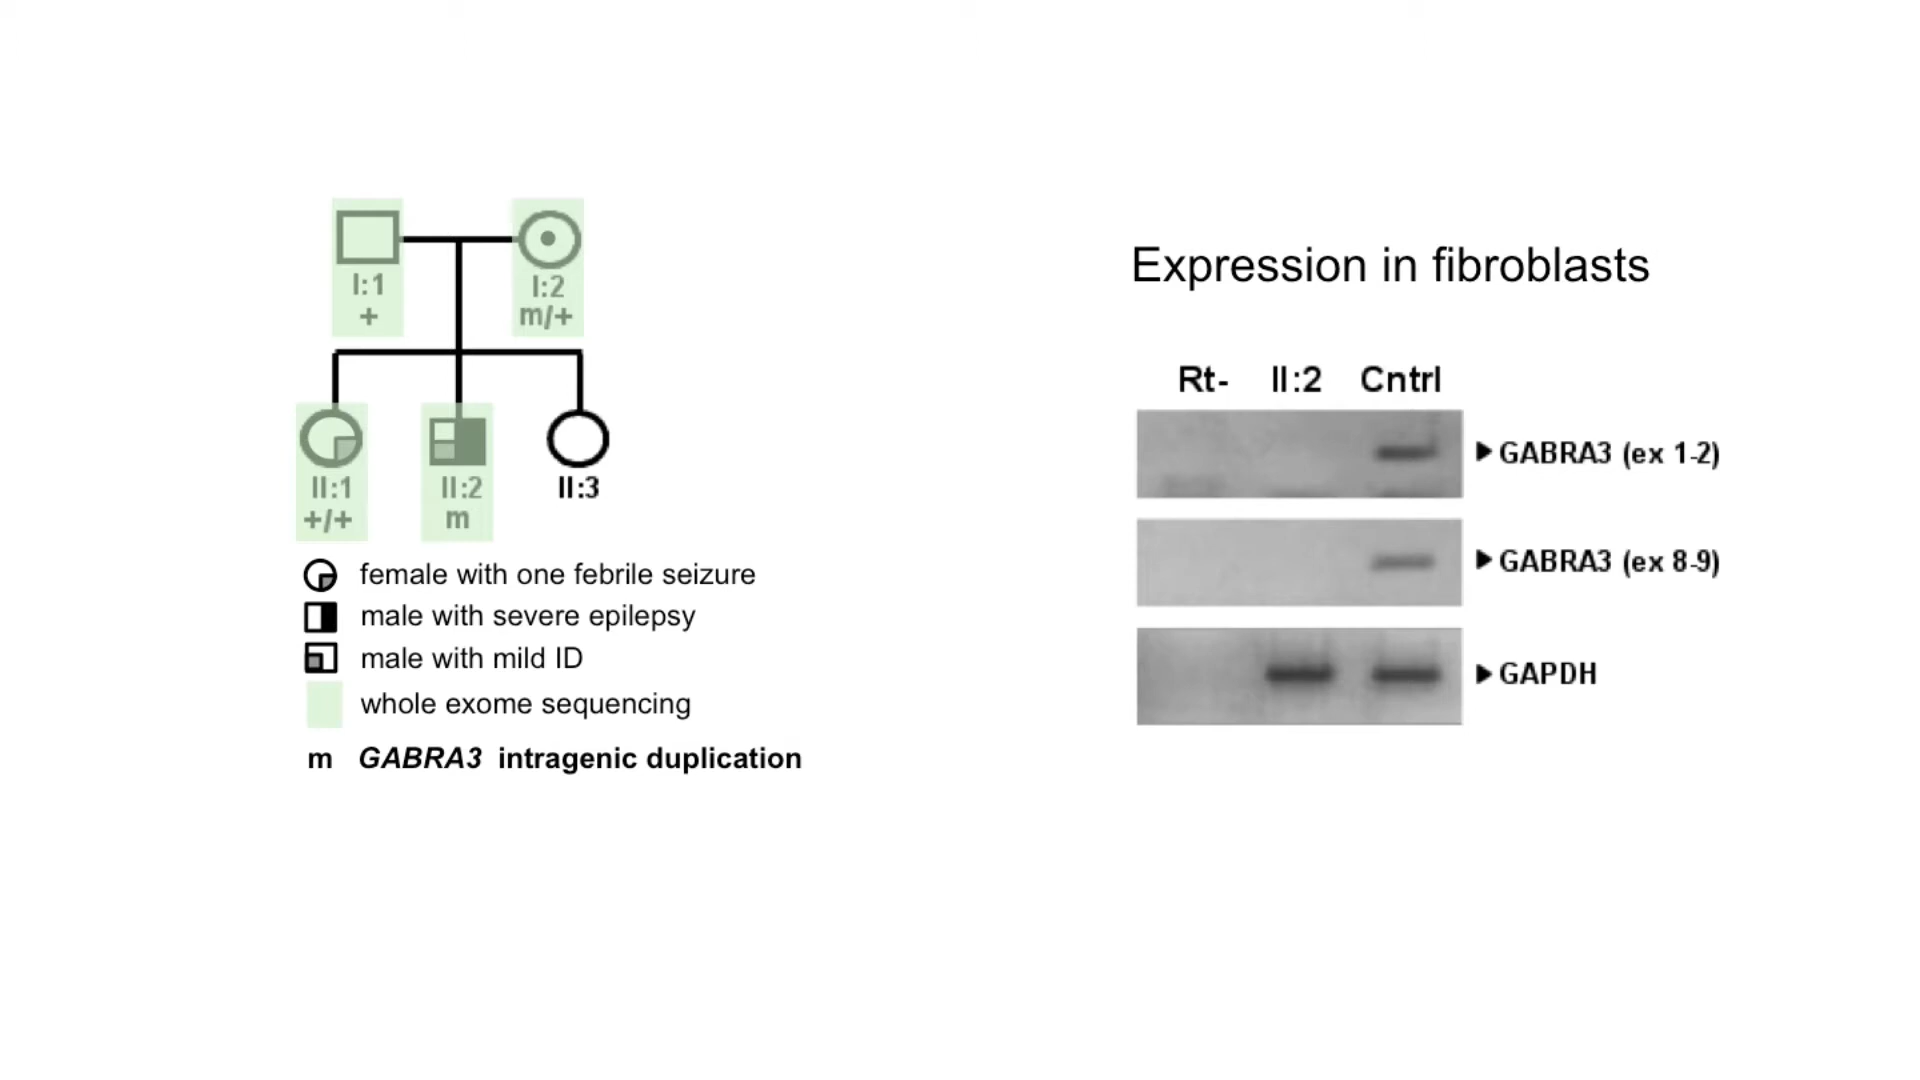 I:1
+
I:2
m/+
II:1
+/+
II:2
m
II:3
female with one febrile seizure
male with severe epilepsy
male with mild ID
whole exome sequencing
m GABRA3 intragenic duplication
Expression in fibroblasts
Rt- II:2 Cntrl
GABRA3 (ex 1-2)
GABRA3 (ex 8-9)
GAPDH